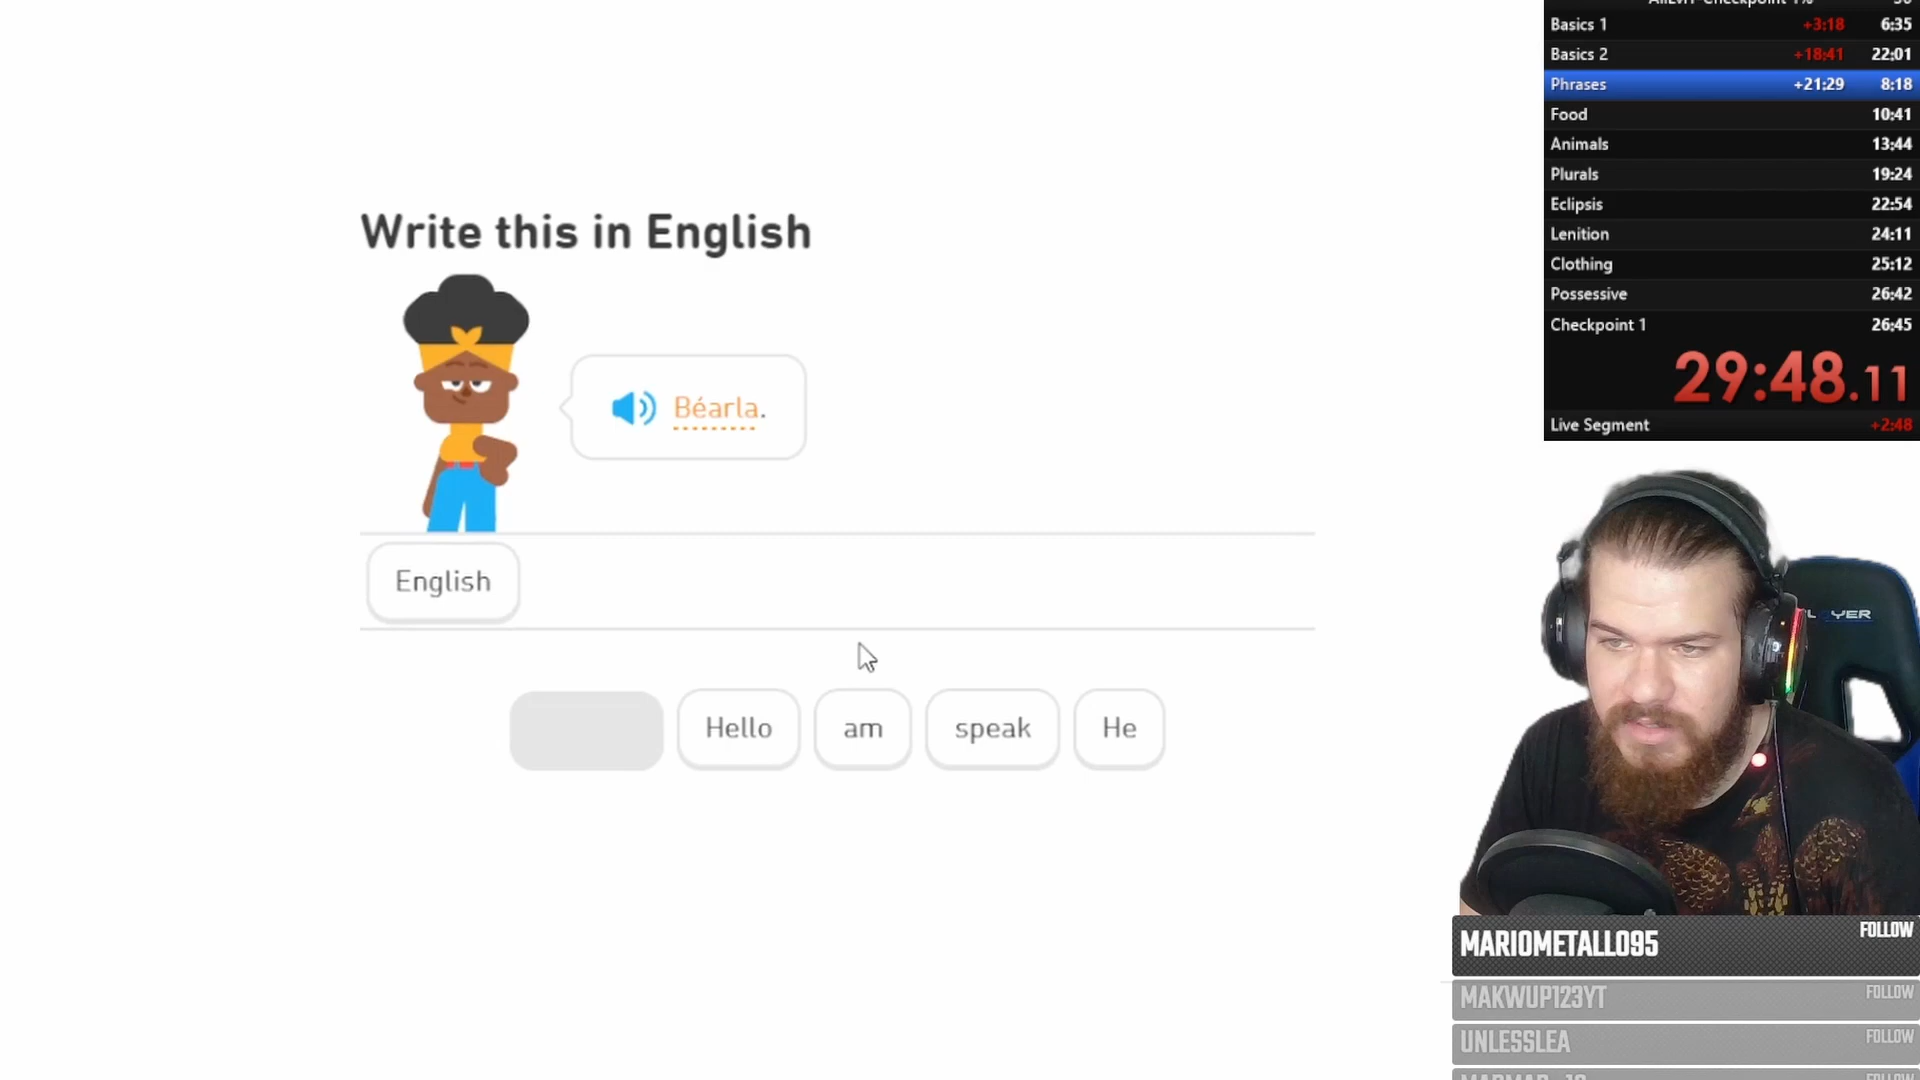 Write this in English
Béarla.
English
Hello am speak He
Basics 1 +3:18 6:35
Basics 2 +18:41 22:01
Phrases +21:29 8:18
Food 10:41
Animals 13:44
Plurals 19:24
Eclipsis 22:54
Lenition 24:11
Clothing 25:12
Possessive 26:42
Checkpoint 1 26:45
29:48.11
Live Segment +2:48
MARIOMETALLO95 FOLLOW
MAKWUP123YT FOLLOW
UNLESSLEA FOLLOW